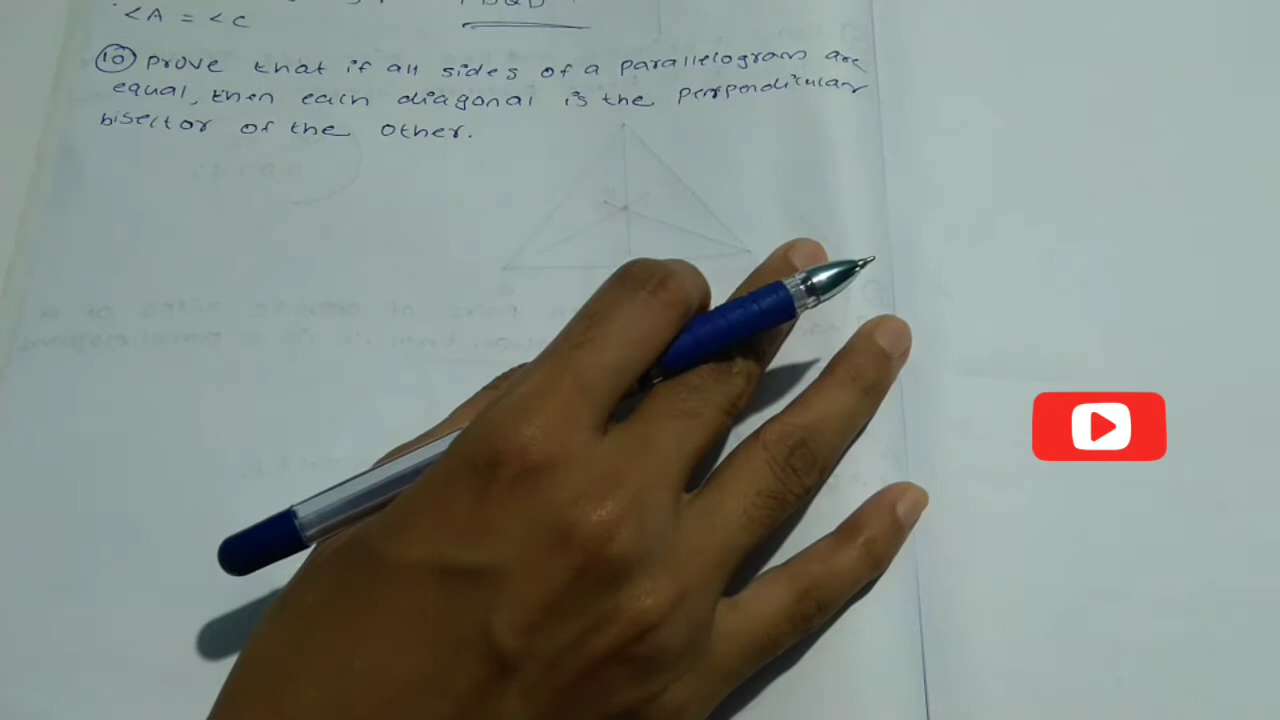 <A = <C
10 Prove that if all sides of a parallelogram are
equal, then each diagonal is the perpendicular
bisector of the other.